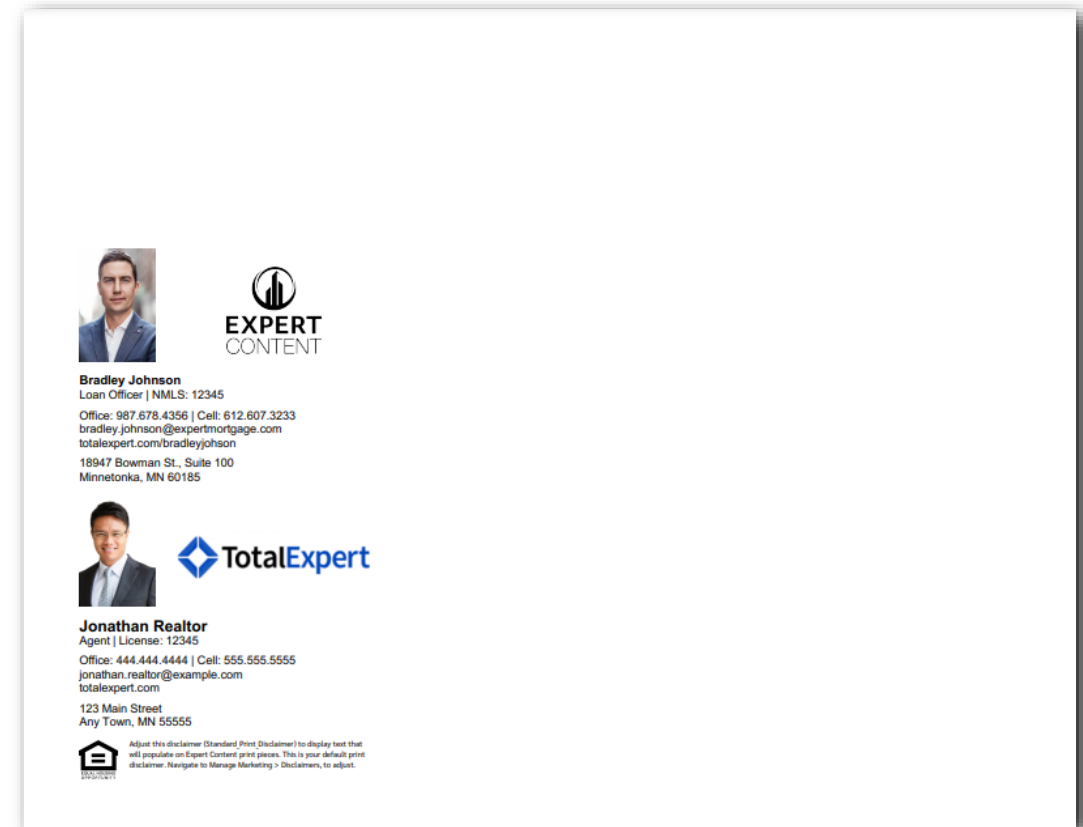 EXPERT
CONTENT
Bradley Johnson
Loan Officer | NMLS: 12345
Office: 987.678.4356 | Cell: 612.607.3233
bradley.johnson@expertmortgage.com
totalexpert.com/bradleyjohson
18947 Bowman St., Suite 100
Minnetonka, MN 60185
TotalExpert
Jonathan Realtor
Agent | License: 12345
Office: 444.444.4444 | Cell: 555.555.5555
jonathan.realtor@example.com
totalexpert.com
123 Main Street
Any Town, MN 55555
Adjust this disclaimer (Standard_Print_Disclaimer) to display text that
will populate on Expert Content print pieces. This is your default print
disclaimer. Navigate to Manage Marketing > Disclaimers, to adjust.
EQUAL HOUSING
OPPORTUNITY